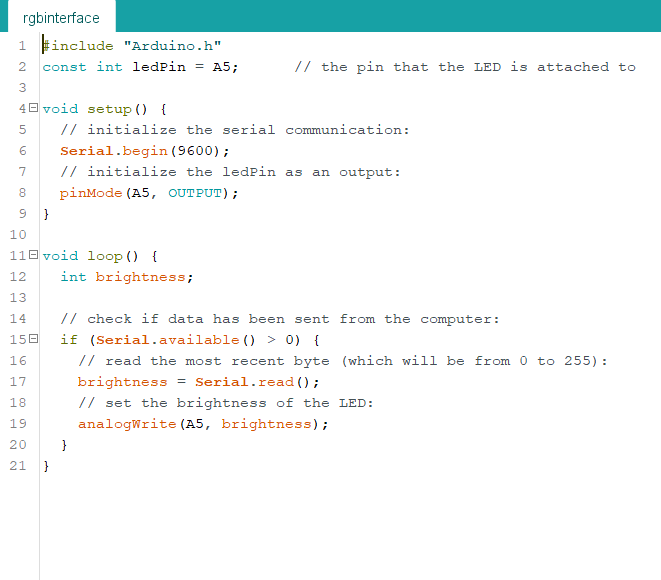 rgbinterface
1 #include "Arduino.h"
2 const int ledPin = A5;      // the pin that the LED is attached to
3
4 void setup() {
5   // initialize the serial communication:
6   Serial.begin(9600);
7   // initialize the ledPin as an output:
8   pinMode(A5, OUTPUT);
9 }
10
11 void loop() {
12   int brightness;
13
14   // check if data has been sent from the computer:
15   if (Serial.available() > 0) {
16     // read the most recent byte (which will be from 0 to 255):
17     brightness = Serial.read();
18     // set the brightness of the LED:
19     analogWrite(A5, brightness);
20   }
21 }